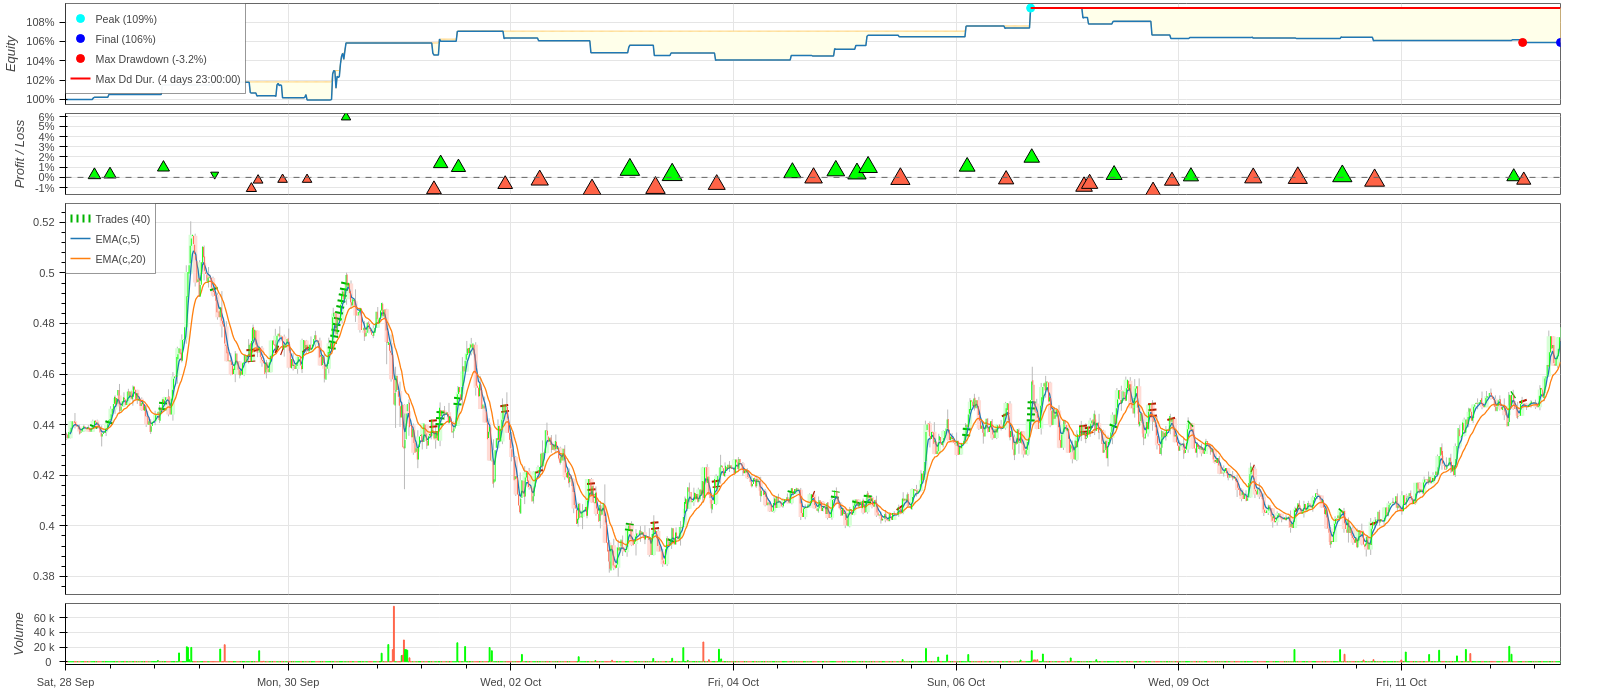 108%
106%
104%
102%
100%
Equity
Peak (109%)
Final (106%)
Max Drawdown (-3.2%)
Max Dd Dur. (4 days 23:00:00)
6%
5%
4%
3%
2%
1%
0%
-1%
Profit / Loss
0.52
0.5
0.48
0.46
0.44
0.42
0.4
0.38
Trades (40)
EMA(c,5)
EMA(c,20)
60 k
40 k
20 k
0
Volume
Sat, 28 Sep
Mon, 30 Sep
Wed, 02 Oct
Fri, 04 Oct
Sun, 06 Oct
Wed, 09 Oct
Fri, 11 Oct